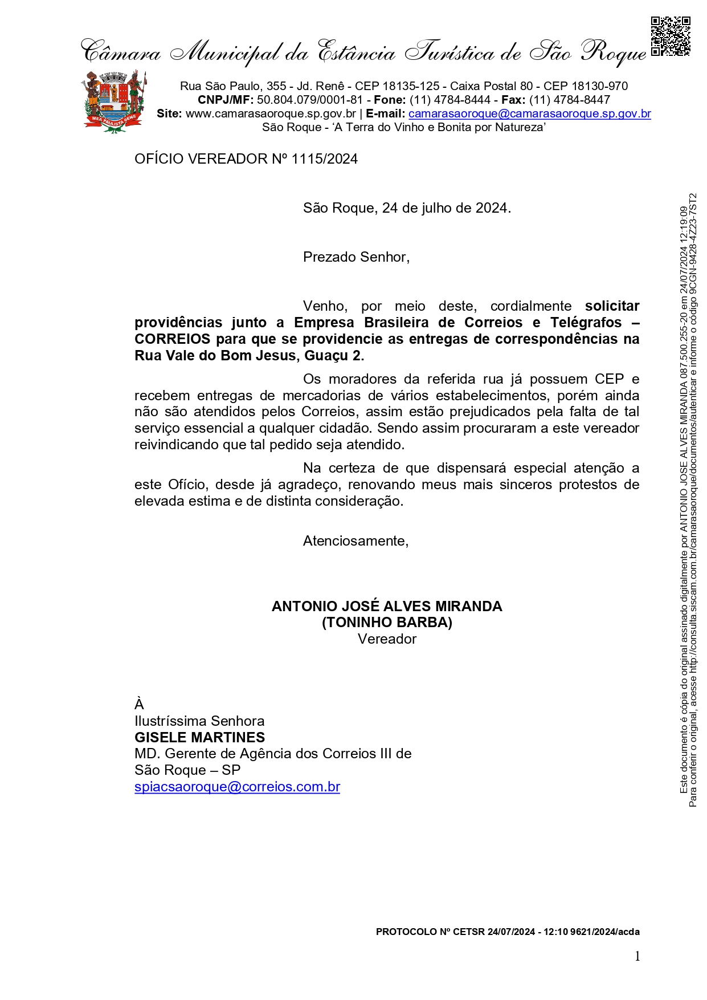 Câmara Municipal da Estância Turística de São Roque
MEA PAULISTA GENS
Rua São Paulo, 355 - Jd. Renê - CEP 18135-125 - Caixa Postal 80 - CEP 18130-970
CNPJ/MF: 50.804.079/0001-81 - Fone: (11) 4784-8444 - Fax: (11) 4784-8447
Site: www.camarasaoroque.sp.gov.br | E-mail: camarasaoroque@camarasaoroque.sp.gov.br
São Roque - ‘A Terra do Vinho e Bonita por Natureza’
OFÍCIO VEREADOR Nº 1115/2024
São Roque, 24 de julho de 2024.
Prezado Senhor,
Venho, por meio deste, cordialmente solicitar
providências junto a Empresa Brasileira de Correios e Telégrafos –
CORREIOS para que se providencie as entregas de correspondências na
Rua Vale do Bom Jesus, Guaçu 2.
Os moradores da referida rua já possuem CEP e
recebem entregas de mercadorias de vários estabelecimentos, porém ainda
não são atendidos pelos Correios, assim estão prejudicados pela falta de tal
serviço essencial a qualquer cidadão. Sendo assim procuraram a este vereador
reivindicando que tal pedido seja atendido.
Na certeza de que dispensará especial atenção a
este Ofício, desde já agradeço, renovando meus mais sinceros protestos de
elevada estima e de distinta consideração.
Atenciosamente,
ANTONIO JOSÉ ALVES MIRANDA
(TONINHO BARBA)
Vereador
À
Ilustríssima Senhora
GISELE MARTINES
MD. Gerente de Agência dos Correios III de
São Roque – SP
spiacsaoroque@correios.com.br
PROTOCOLO Nº CETSR 24/07/2024 - 12:10 9621/2024/acda
1
Este documento é cópia do original assinado digitalmente por ANTONIO JOSE ALVES MIRANDA 087.500.255-20 em 24/07/2024 12:19:09
Para conferir o original, acesse http://consulta.siscam.com.br/camarasaoroque/documentos/autenticar e informe o código 9CGN-9428-4Z23-7ST2